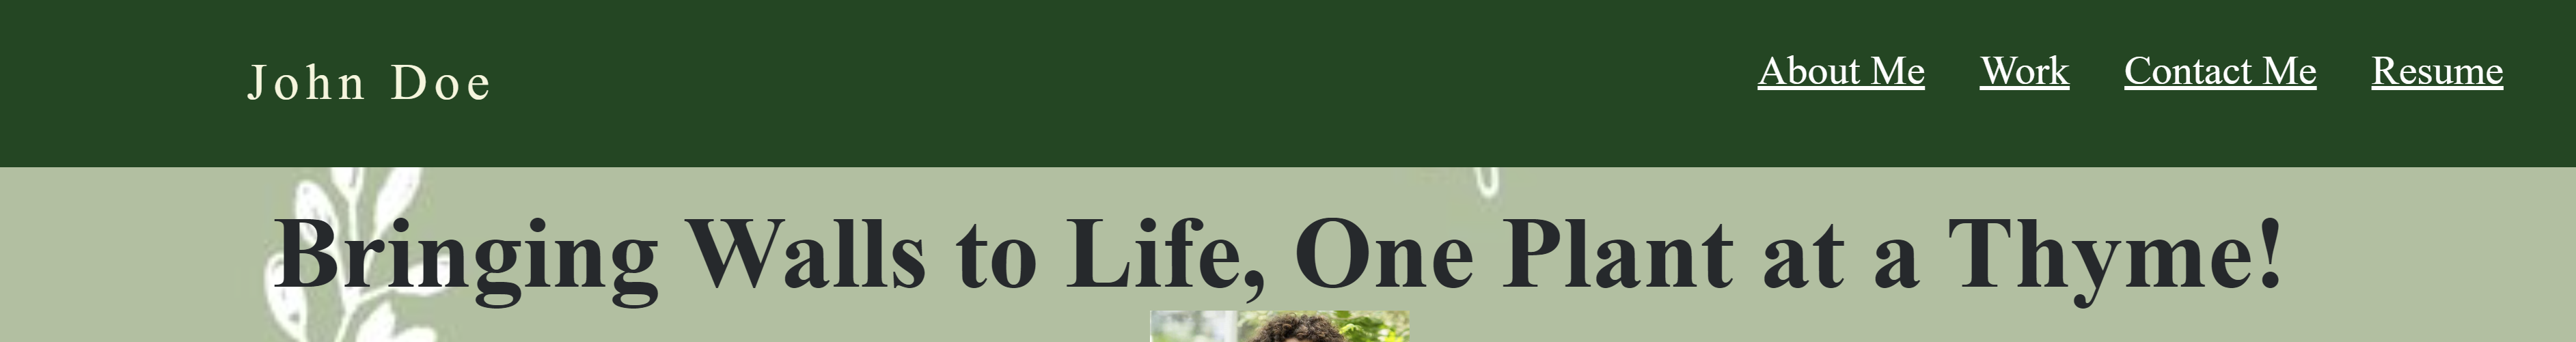 John Doe
About Me Work Contact Me Resume
Bringing Walls to Life, One Plant at a Thyme!